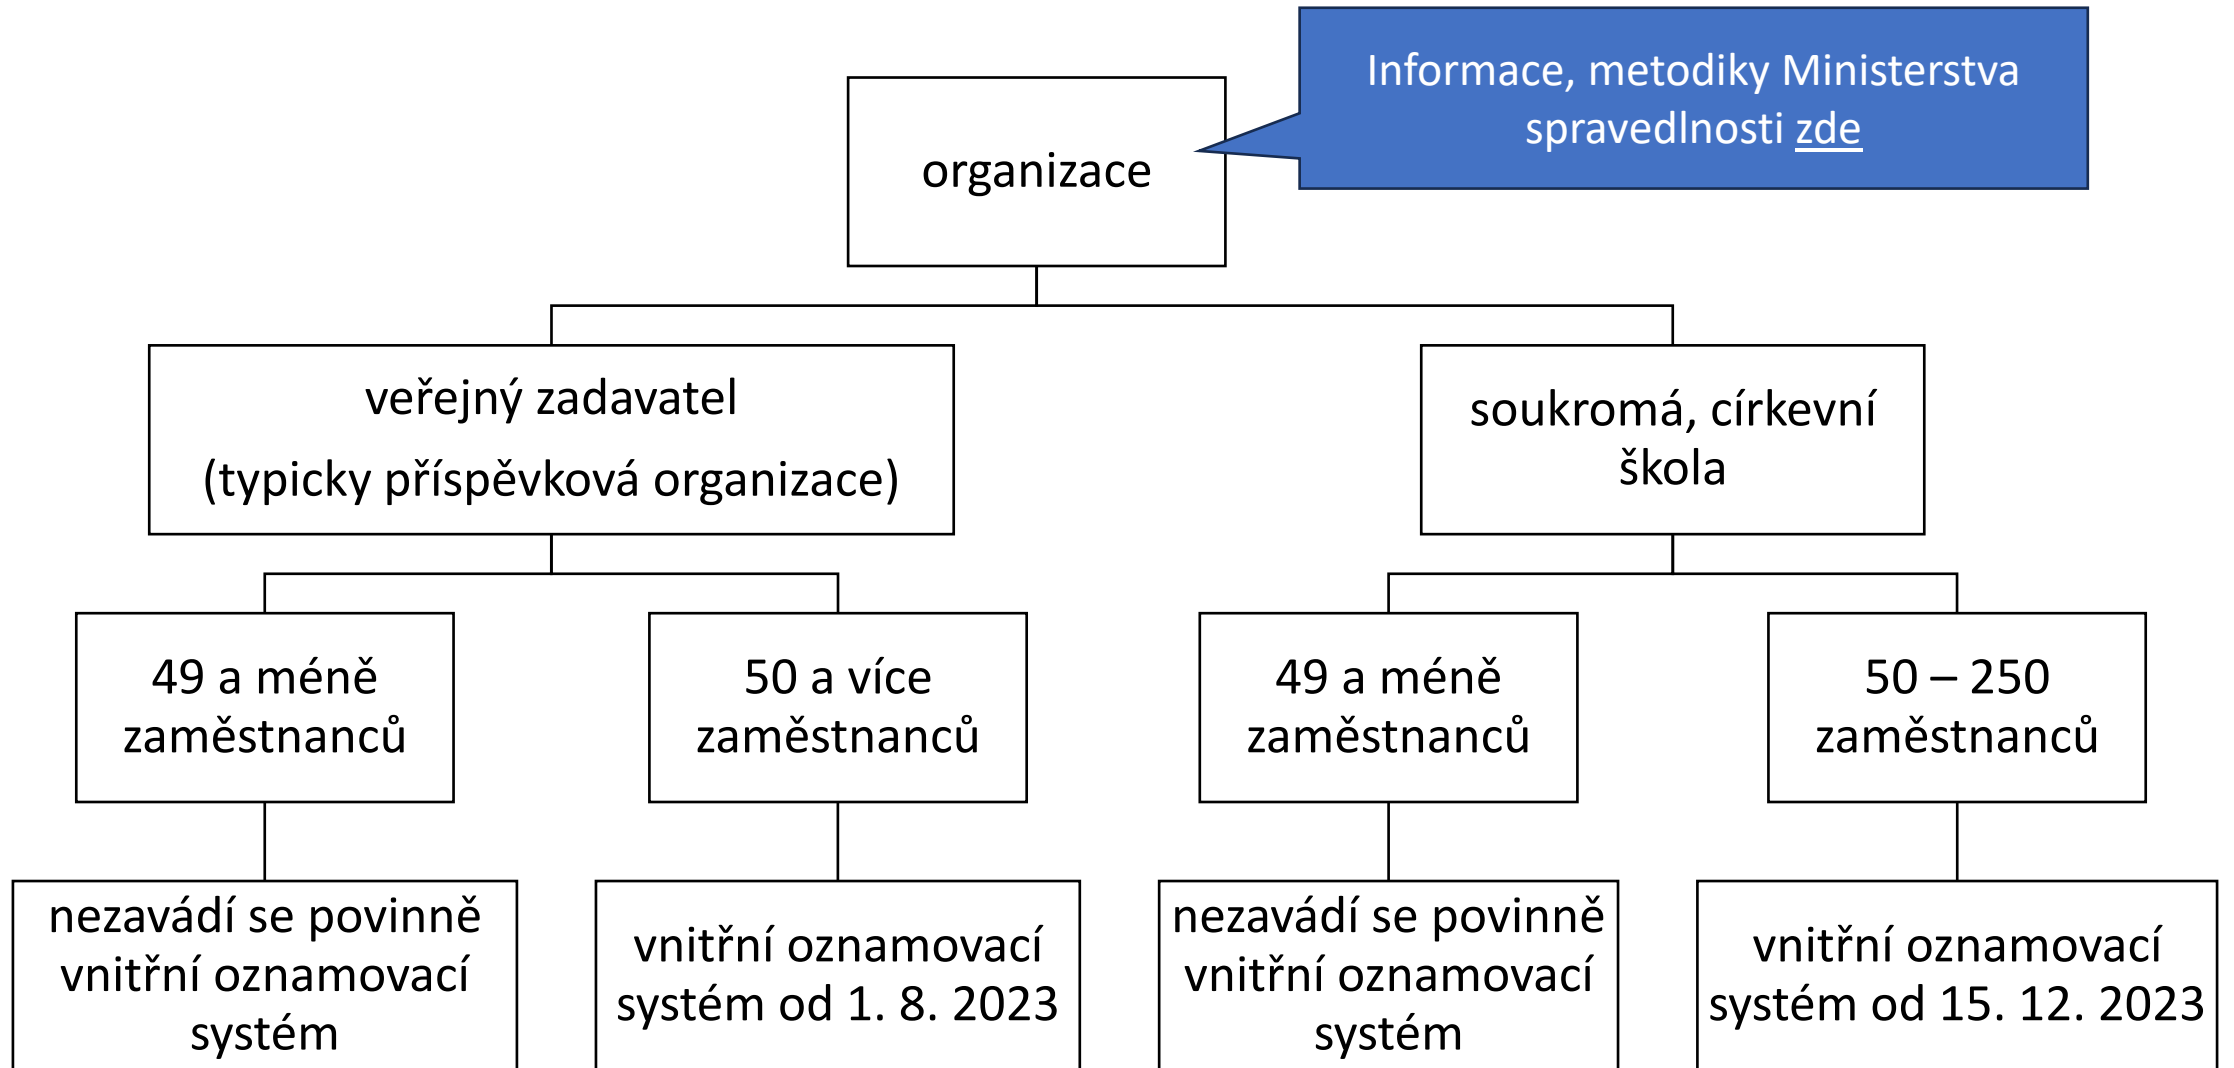 Informace, metodiky Ministerstva
spravedlnosti zde
organizace
veřejný zadavatel
(typicky příspěvková organizace)
soukromá, církevní
škola
49 a méně
zaměstnanců
50 a více
zaměstnanců
49 a méně
zaměstnanců
50 – 250
zaměstnanců
nezavádí se povinně
vnitřní oznamovací
systém
vnitřní oznamovací
systém od 1. 8. 2023
nezavádí se povinně
vnitřní oznamovací
systém
vnitřní oznamovací
systém od 15. 12. 2023